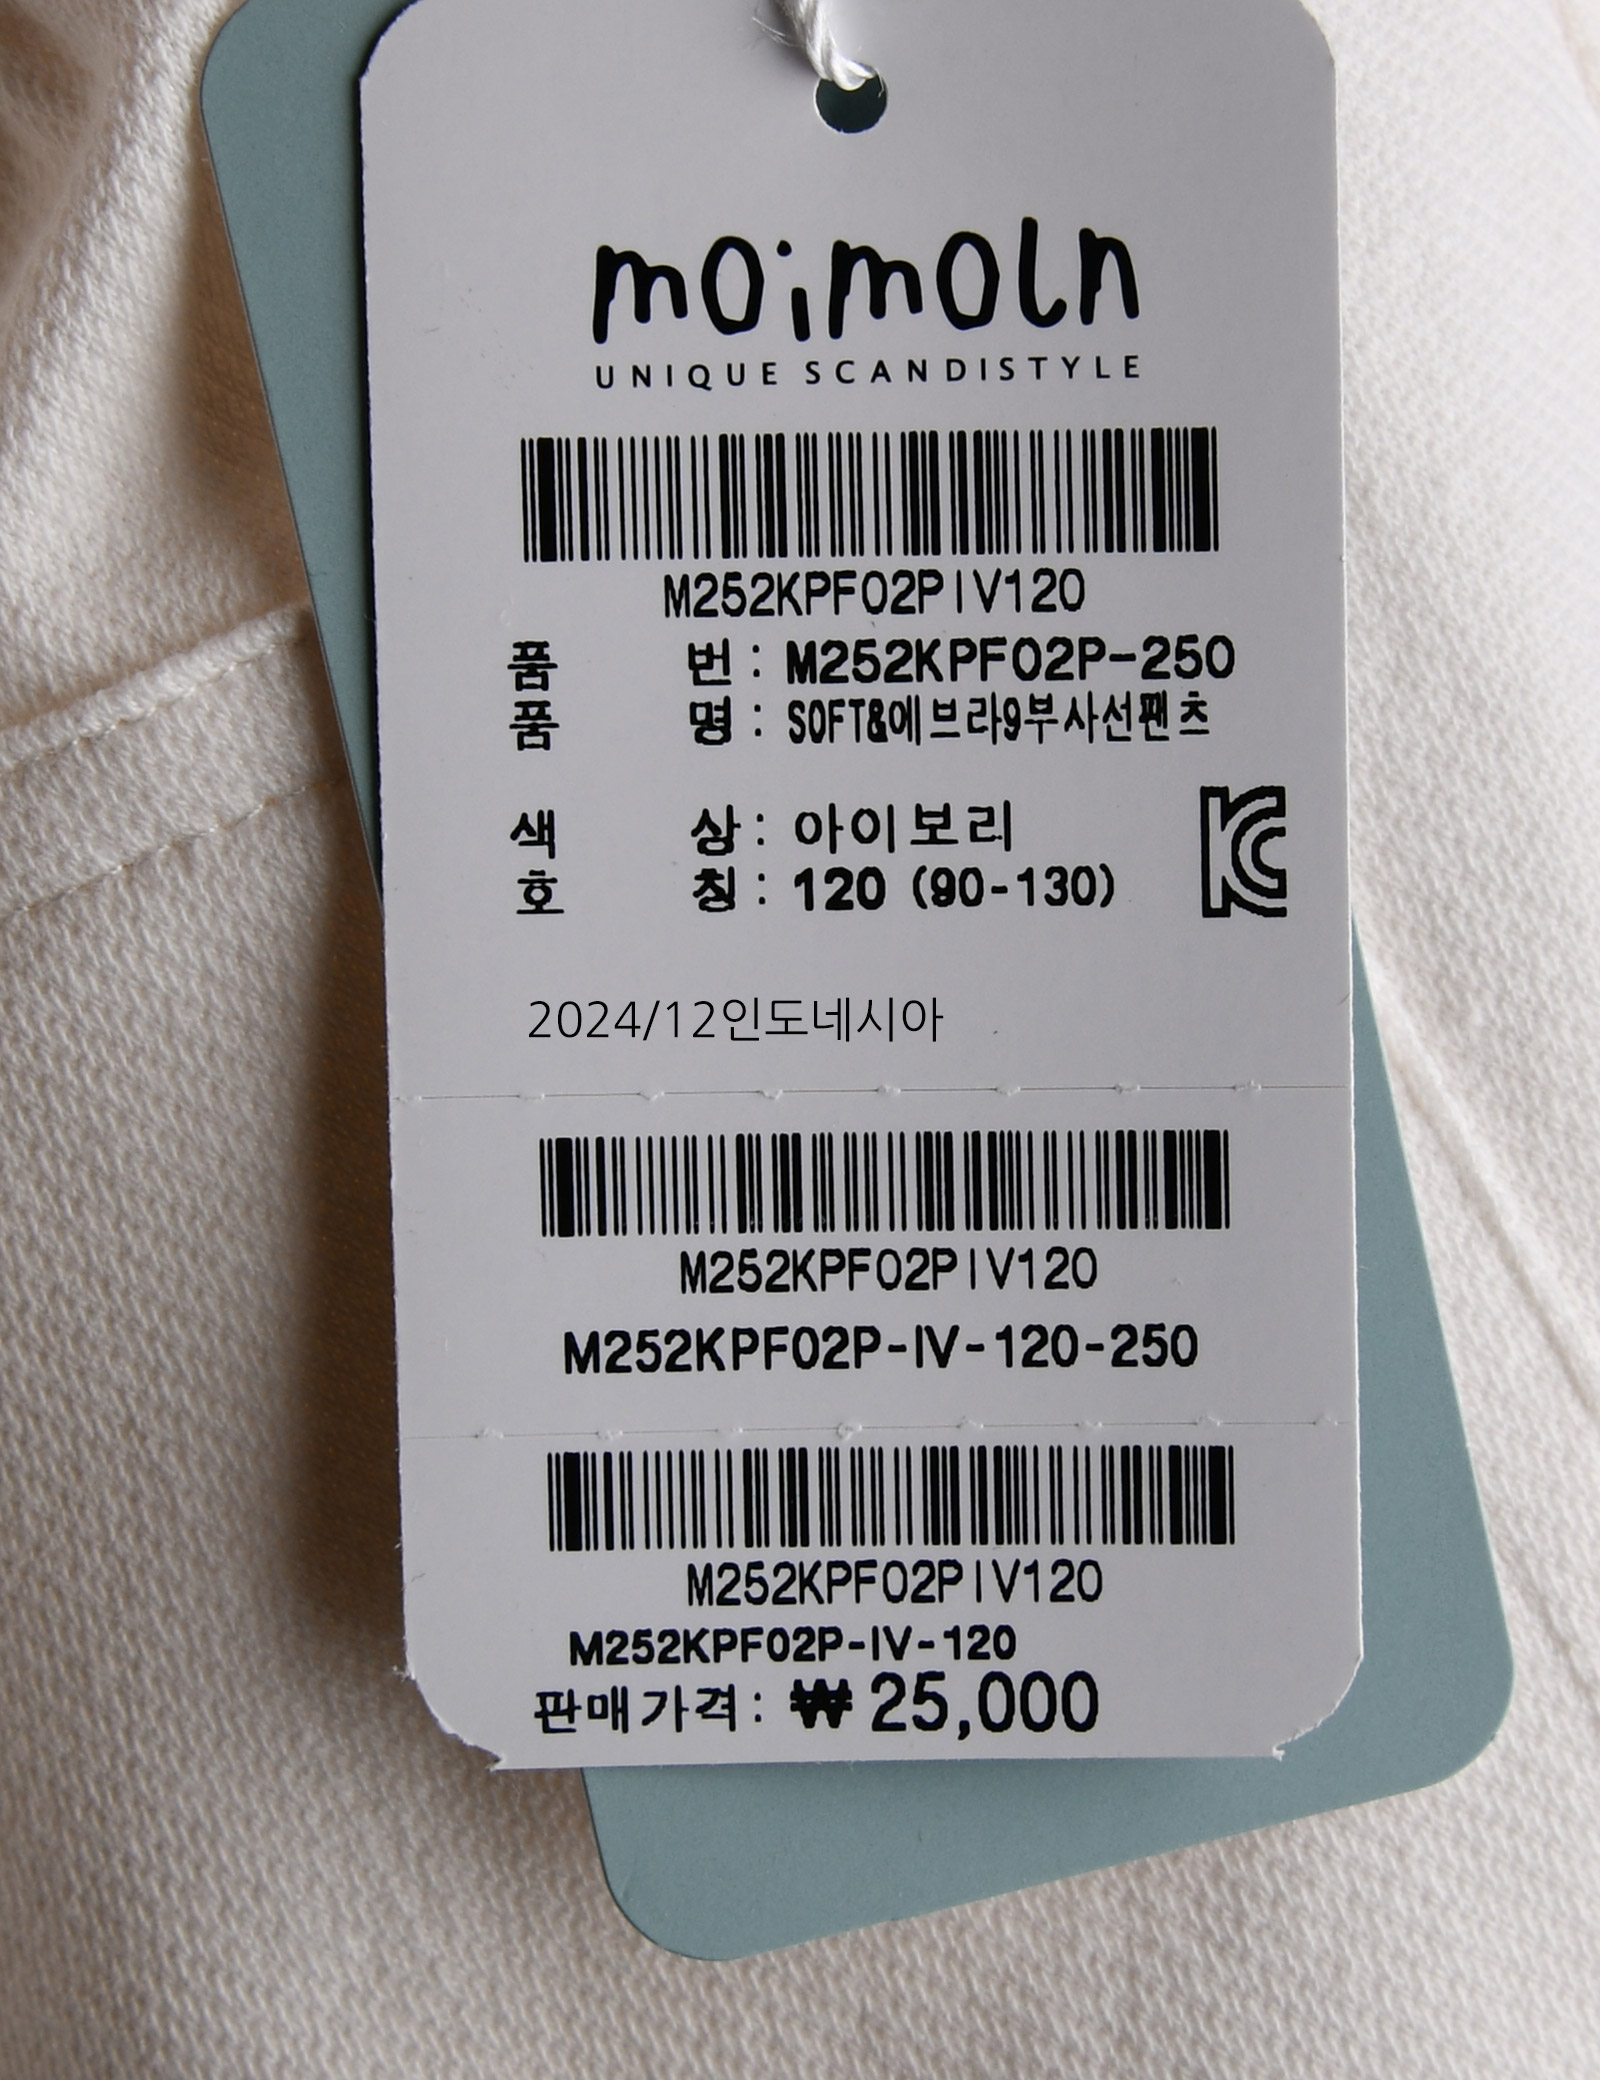 moimoln
UNIQUE SCANDISTYLE
M252KPF02PIV120
품 번 : M252KPF02P-250
품 명 : SOFT&에브라9부사선팬츠
색 상 : 아이보리
호 칭 : 120 (90-130)
KC
2024/12인도네시아
M252KPF02PIV120
M252KPF02P-IV-120-250
M252KPF02PIV120
M252KPF02P-IV-120
판매가격 : ₩ 25,000